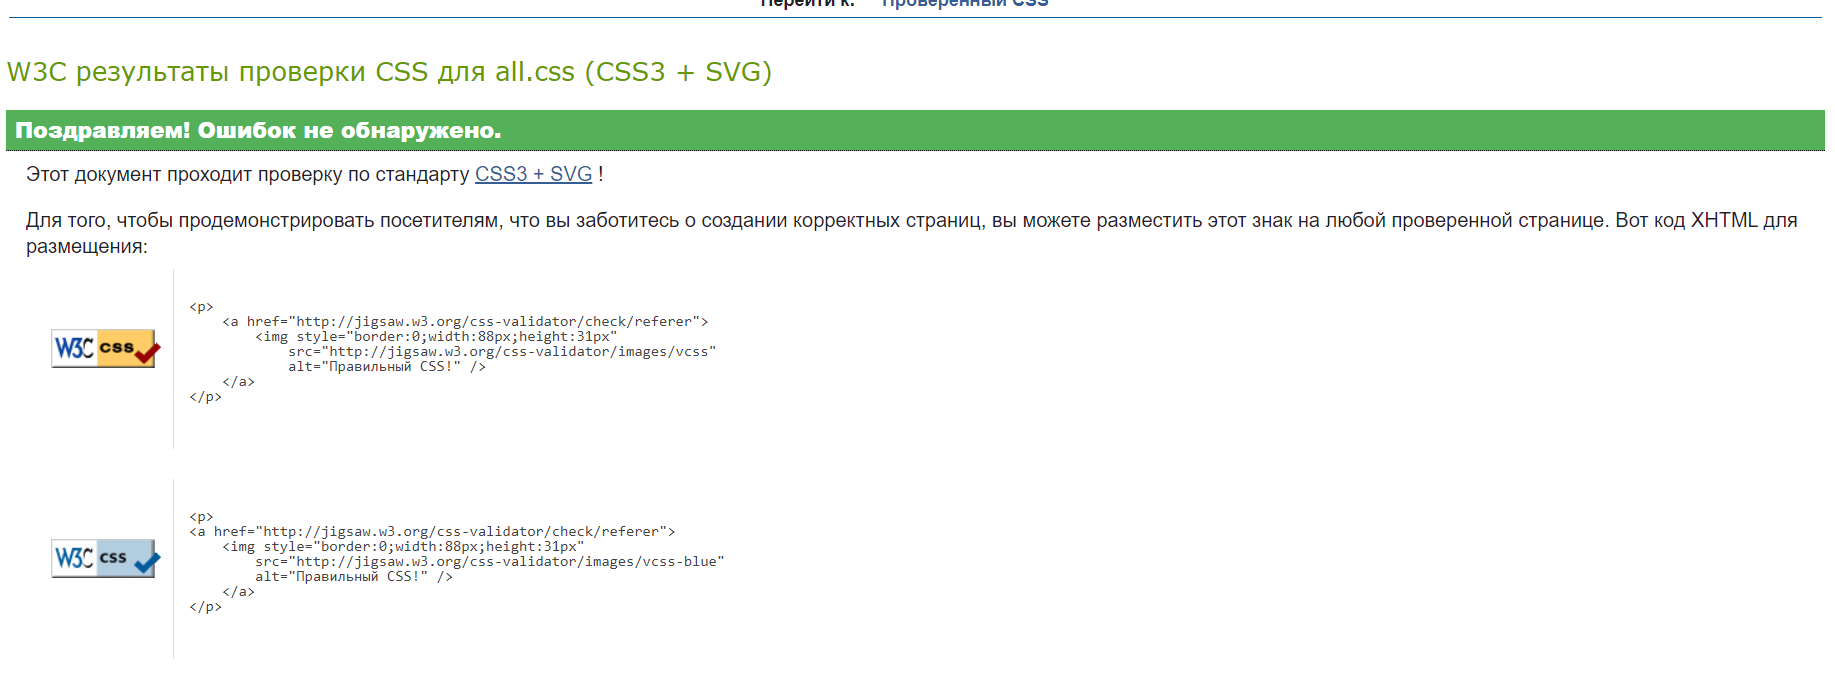 Перейти к: Проверенный CSS
W3C результаты проверки CSS для all.css (CSS3 + SVG)
Поздравляем! Ошибок не обнаружено.
Этот документ проходит проверку по стандарту CSS3 + SVG !
Для того, чтобы продемонстрировать посетителям, что вы заботитесь о создании корректных страниц, вы можете разместить этот знак на любой проверенной странице. Вот код XHTML для
размещения:
W3C css
<p>
<a href="http://jigsaw.w3.org/css-validator/check/referer">
<img style="border:0;width:88px;height:31px"
src="http://jigsaw.w3.org/css-validator/images/vcss"
alt="Правильный CSS!" />
</a>
</p>
W3C css
<p>
<a href="http://jigsaw.w3.org/css-validator/check/referer">
<img style="border:0;width:88px;height:31px"
src="http://jigsaw.w3.org/css-validator/images/vcss-blue"
alt="Правильный CSS!" />
</a>
</p>